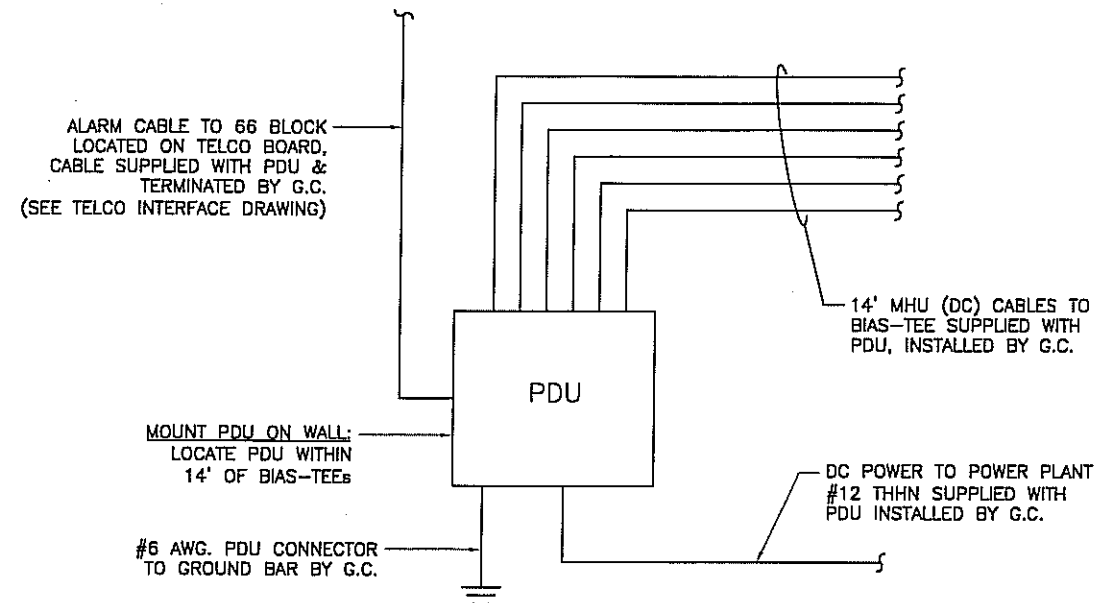 ALARM CABLE TO 66 BLOCK
LOCATED ON TELCO BOARD,
CABLE SUPPLIED WITH PDU &
TERMINATED BY G.C.
(SEE TELCO INTERFACE DRAWING)
14' MHU (DC) CABLES TO
BIAS-TEE SUPPLIED WITH
PDU, INSTALLED BY G.C.
PDU
MOUNT PDU ON WALL:
LOCATE PDU WITHIN
14' OF BIAS-TEEs
DC POWER TO POWER PLANT
#12 THHN SUPPLIED WITH
PDU INSTALLED BY G.C.
#6 AWG. PDU CONNECTOR
TO GROUND BAR BY G.C.